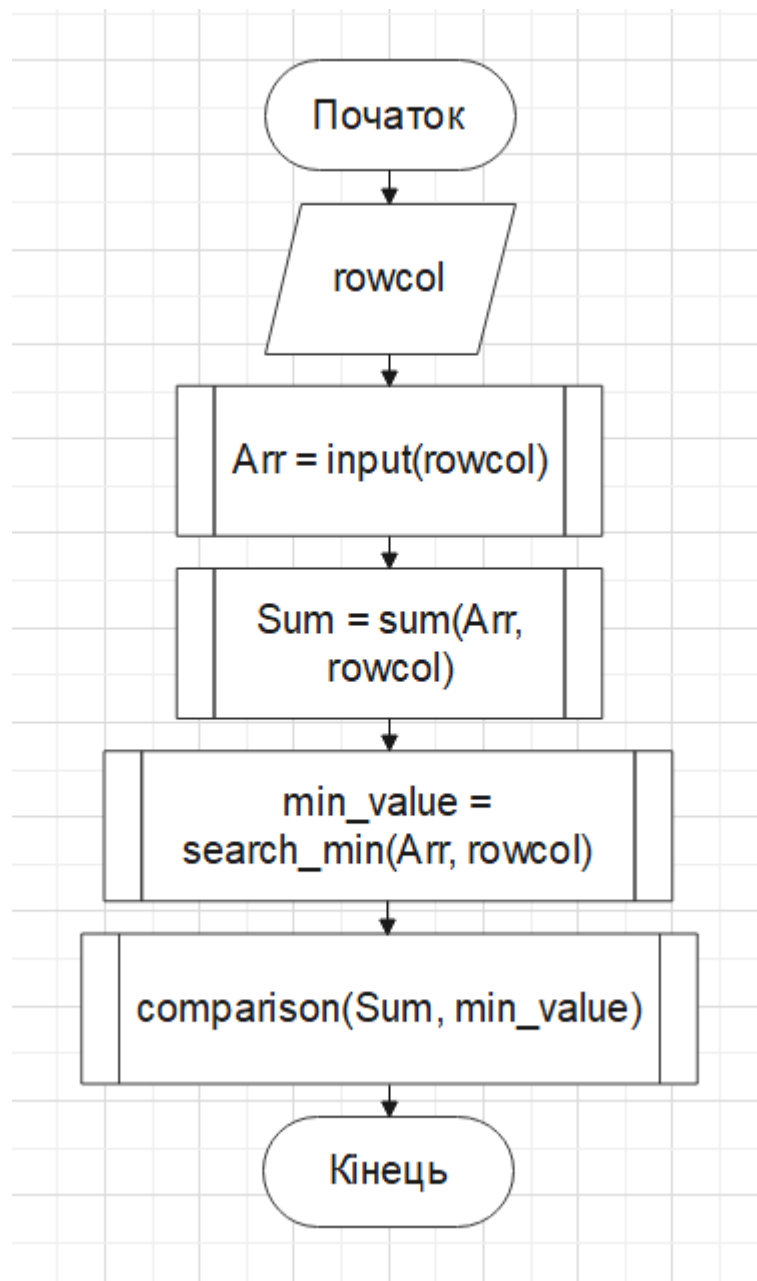 Початок
rowcol
Arr = input(rowcol)
Sum = sum(Arr,
rowcol)
min_value =
search_min(Arr, rowcol)
comparison(Sum, min_value)
Кінець